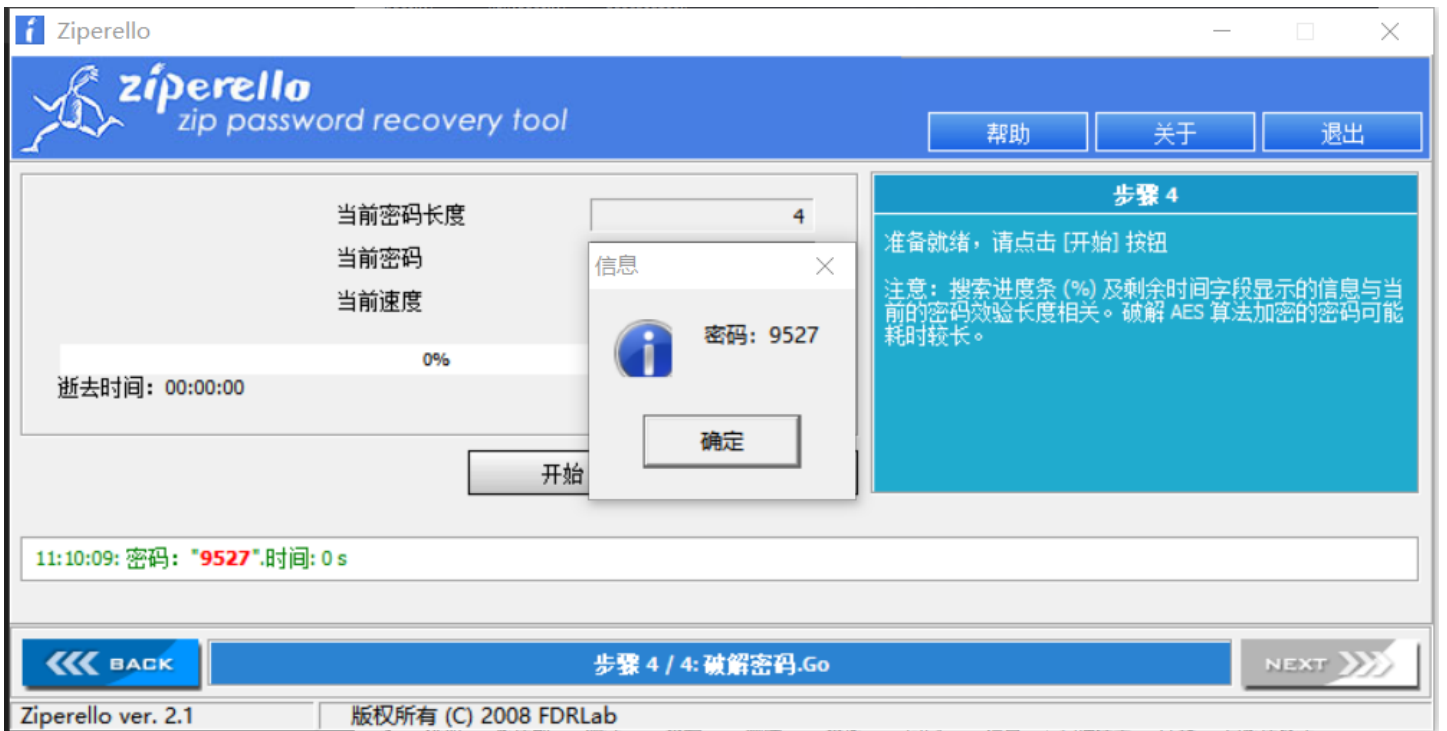 Ziperello
ziperello
zip password recovery tool
帮助
关于
退出
当前密码长度
4
当前密码
当前速度
0%
逝去时间：00:00:00
开始
信息
密码：9527
确定
步骤 4
准备就绪，请点击 [开始] 按钮
注意：搜索进度条 (%) 及剩余时间字段显示的信息与当
前的密码效验长度相关。破解 AES 算法加密的密码可能
耗时较长。
11:10:09: 密码："9527".时间: 0 s
BACK
步骤 4 / 4: 破解密码.Go
NEXT
Ziperello ver. 2.1
版权所有 (C) 2008 FDRLab